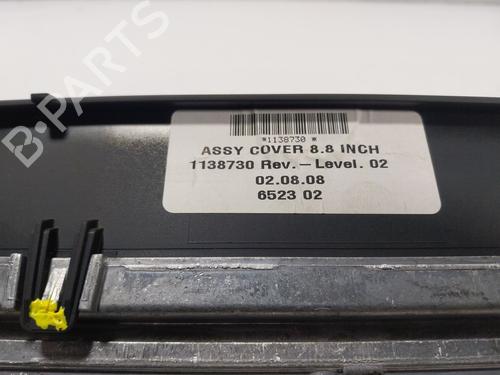 *1138730 *
ASSY COVER 8.8 INCH
1138730 Rev. – Level. 02
02.08.08
6523 02
B-PARTS